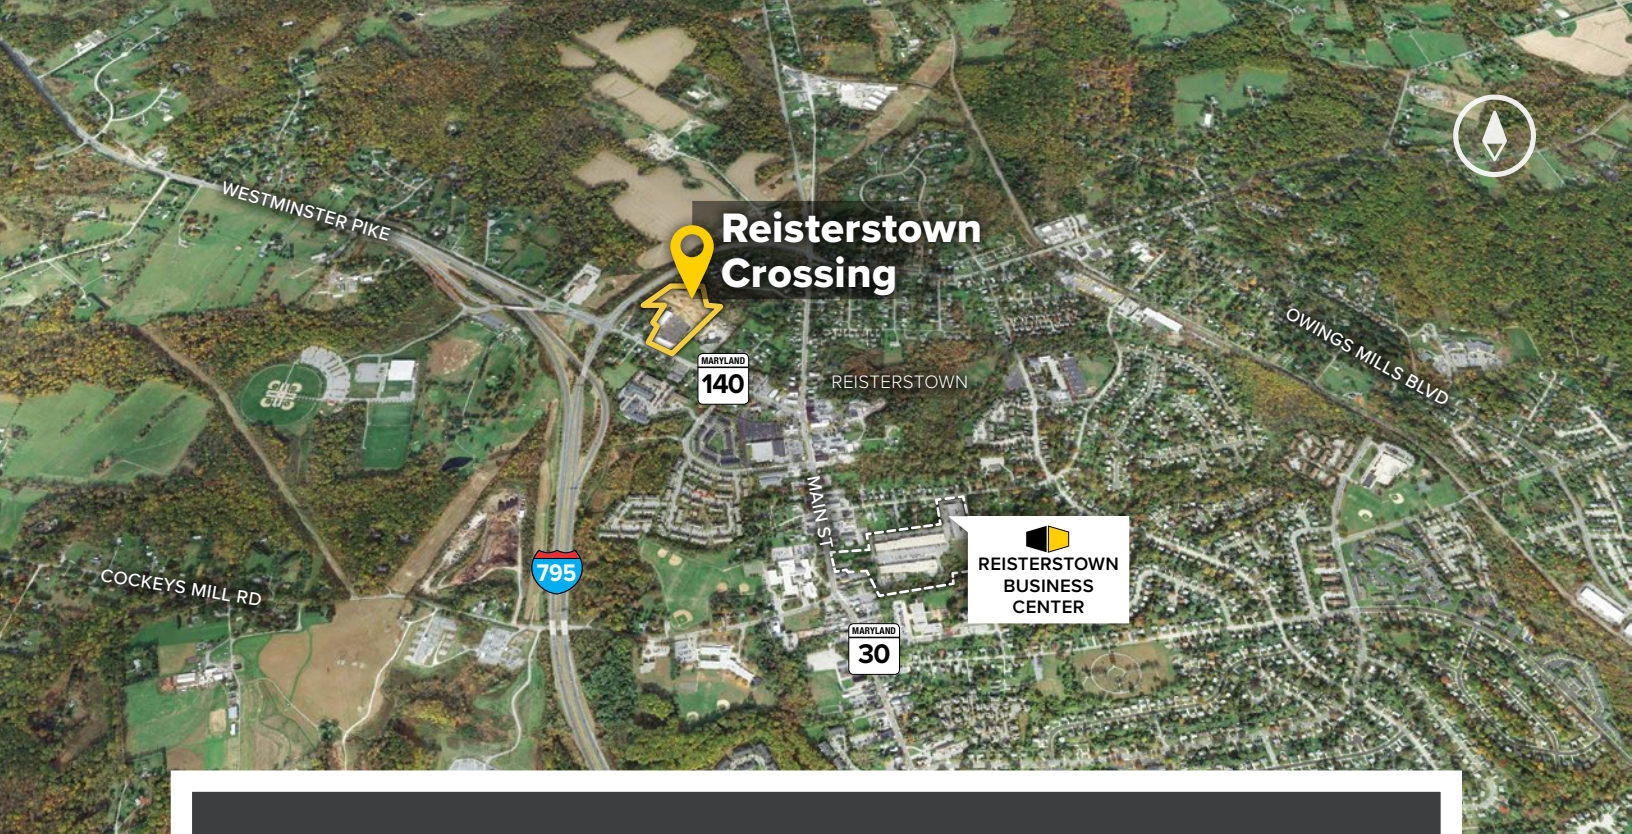 WESTMINSTER PIKE
Reisterstown
Crossing
OWINGS MILLS BLVD
MARYLAND
140
REISTERSTOWN
MAIN ST
795
COCKEYS MILL RD
REISTERSTOWN
BUSINESS
CENTER
MARYLAND
30